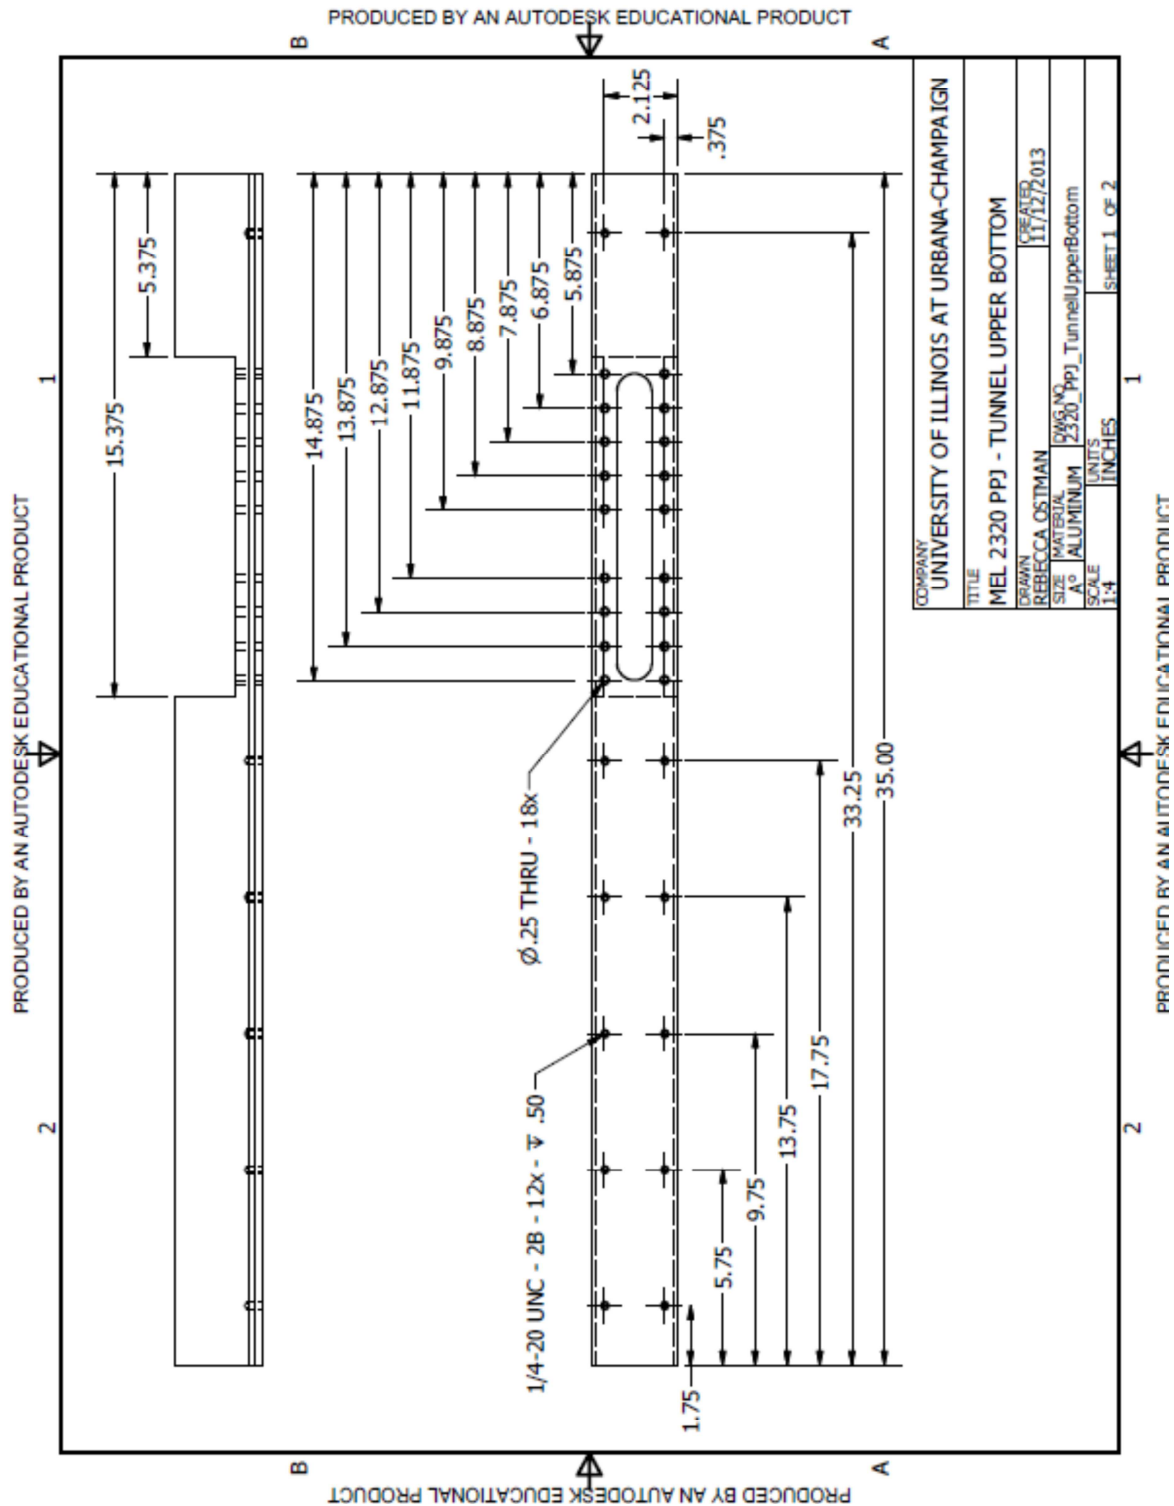 PRODUCED BY AN AUTODESK EDUCATIONAL PRODUCT
PRODUCED BY AN AUTODESK EDUCATIONAL PRODUCT
PRODUCED BY AN AUTODESK EDUCATIONAL PRODUCT
PRODUCED BY AN AUTODESK EDUCATIONAL PRODUCT
2
1
B
B
15.375
5.375
14.875
13.875
12.875
11.875
9.875
8.875
7.875
6.875
5.875
2.125
.375
Ø.25 THRU - 18x
1/4-20 UNC - 2B - 12x - ↧ .50
1.75
5.75
9.75
13.75
17.75
33.25
35.00
A
A
2
1
COMPANY
UNIVERSITY OF ILLINOIS AT URBANA-CHAMPAIGN
TITLE
MEL 2320 PPJ - TUNNEL UPPER BOTTOM
DRAWN
REBECCA OSTMAN
CREATED
11/12/2013
SIZE
A
MATERIAL
ALUMINUM
DWG NO
2320_PPJ_TunnelUpperBottom
SCALE
1:4
UNITS
INCHES
SHEET 1 OF 2